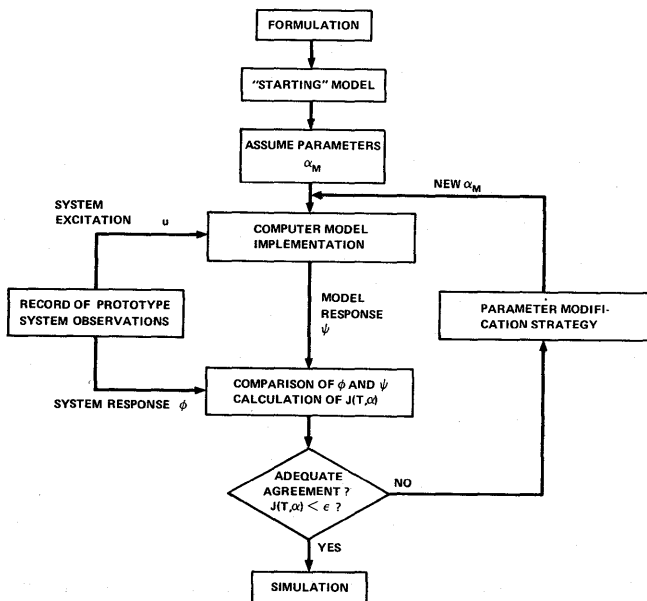 FORMULATION
"STARTING" MODEL
ASSUME PARAMETERS
α_M
NEW α_M
SYSTEM
EXCITATION u
COMPUTER MODEL
IMPLEMENTATION
RECORD OF PROTOTYPE
SYSTEM OBSERVATIONS
MODEL
RESPONSE
ψ
PARAMETER MODIFI-
CATION STRATEGY
SYSTEM RESPONSE ϕ
COMPARISON OF ϕ AND ψ
CALCULATION OF J(T,α)
ADEQUATE
AGREEMENT ?
J(T,α) < ϵ ?
NO
YES
SIMULATION